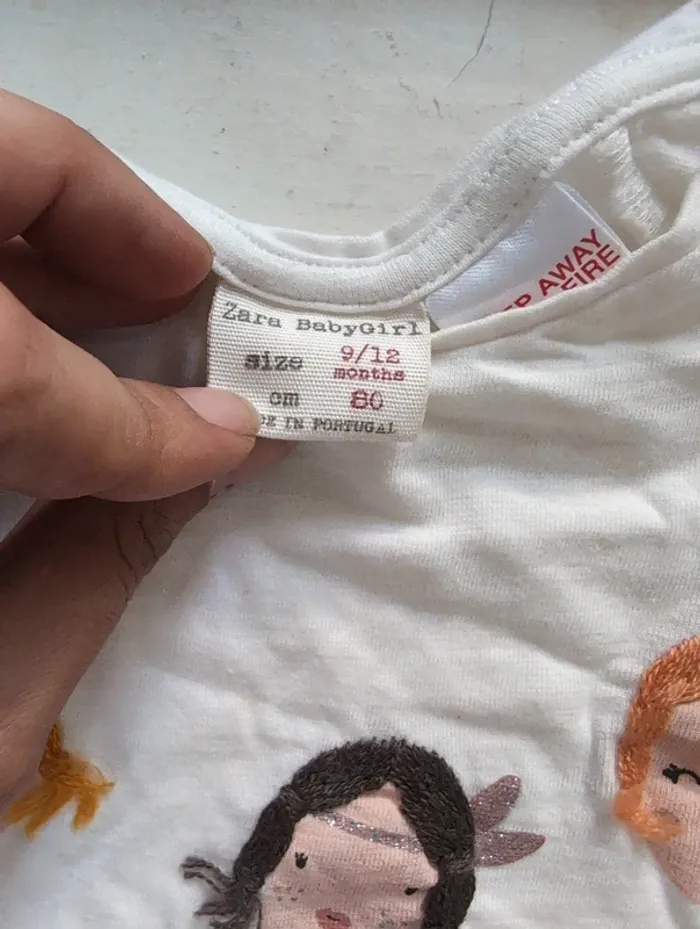 Zara BabyGirl
size 9/12
months
cm 80
IN PORTUGAL
AWAY
FIRE